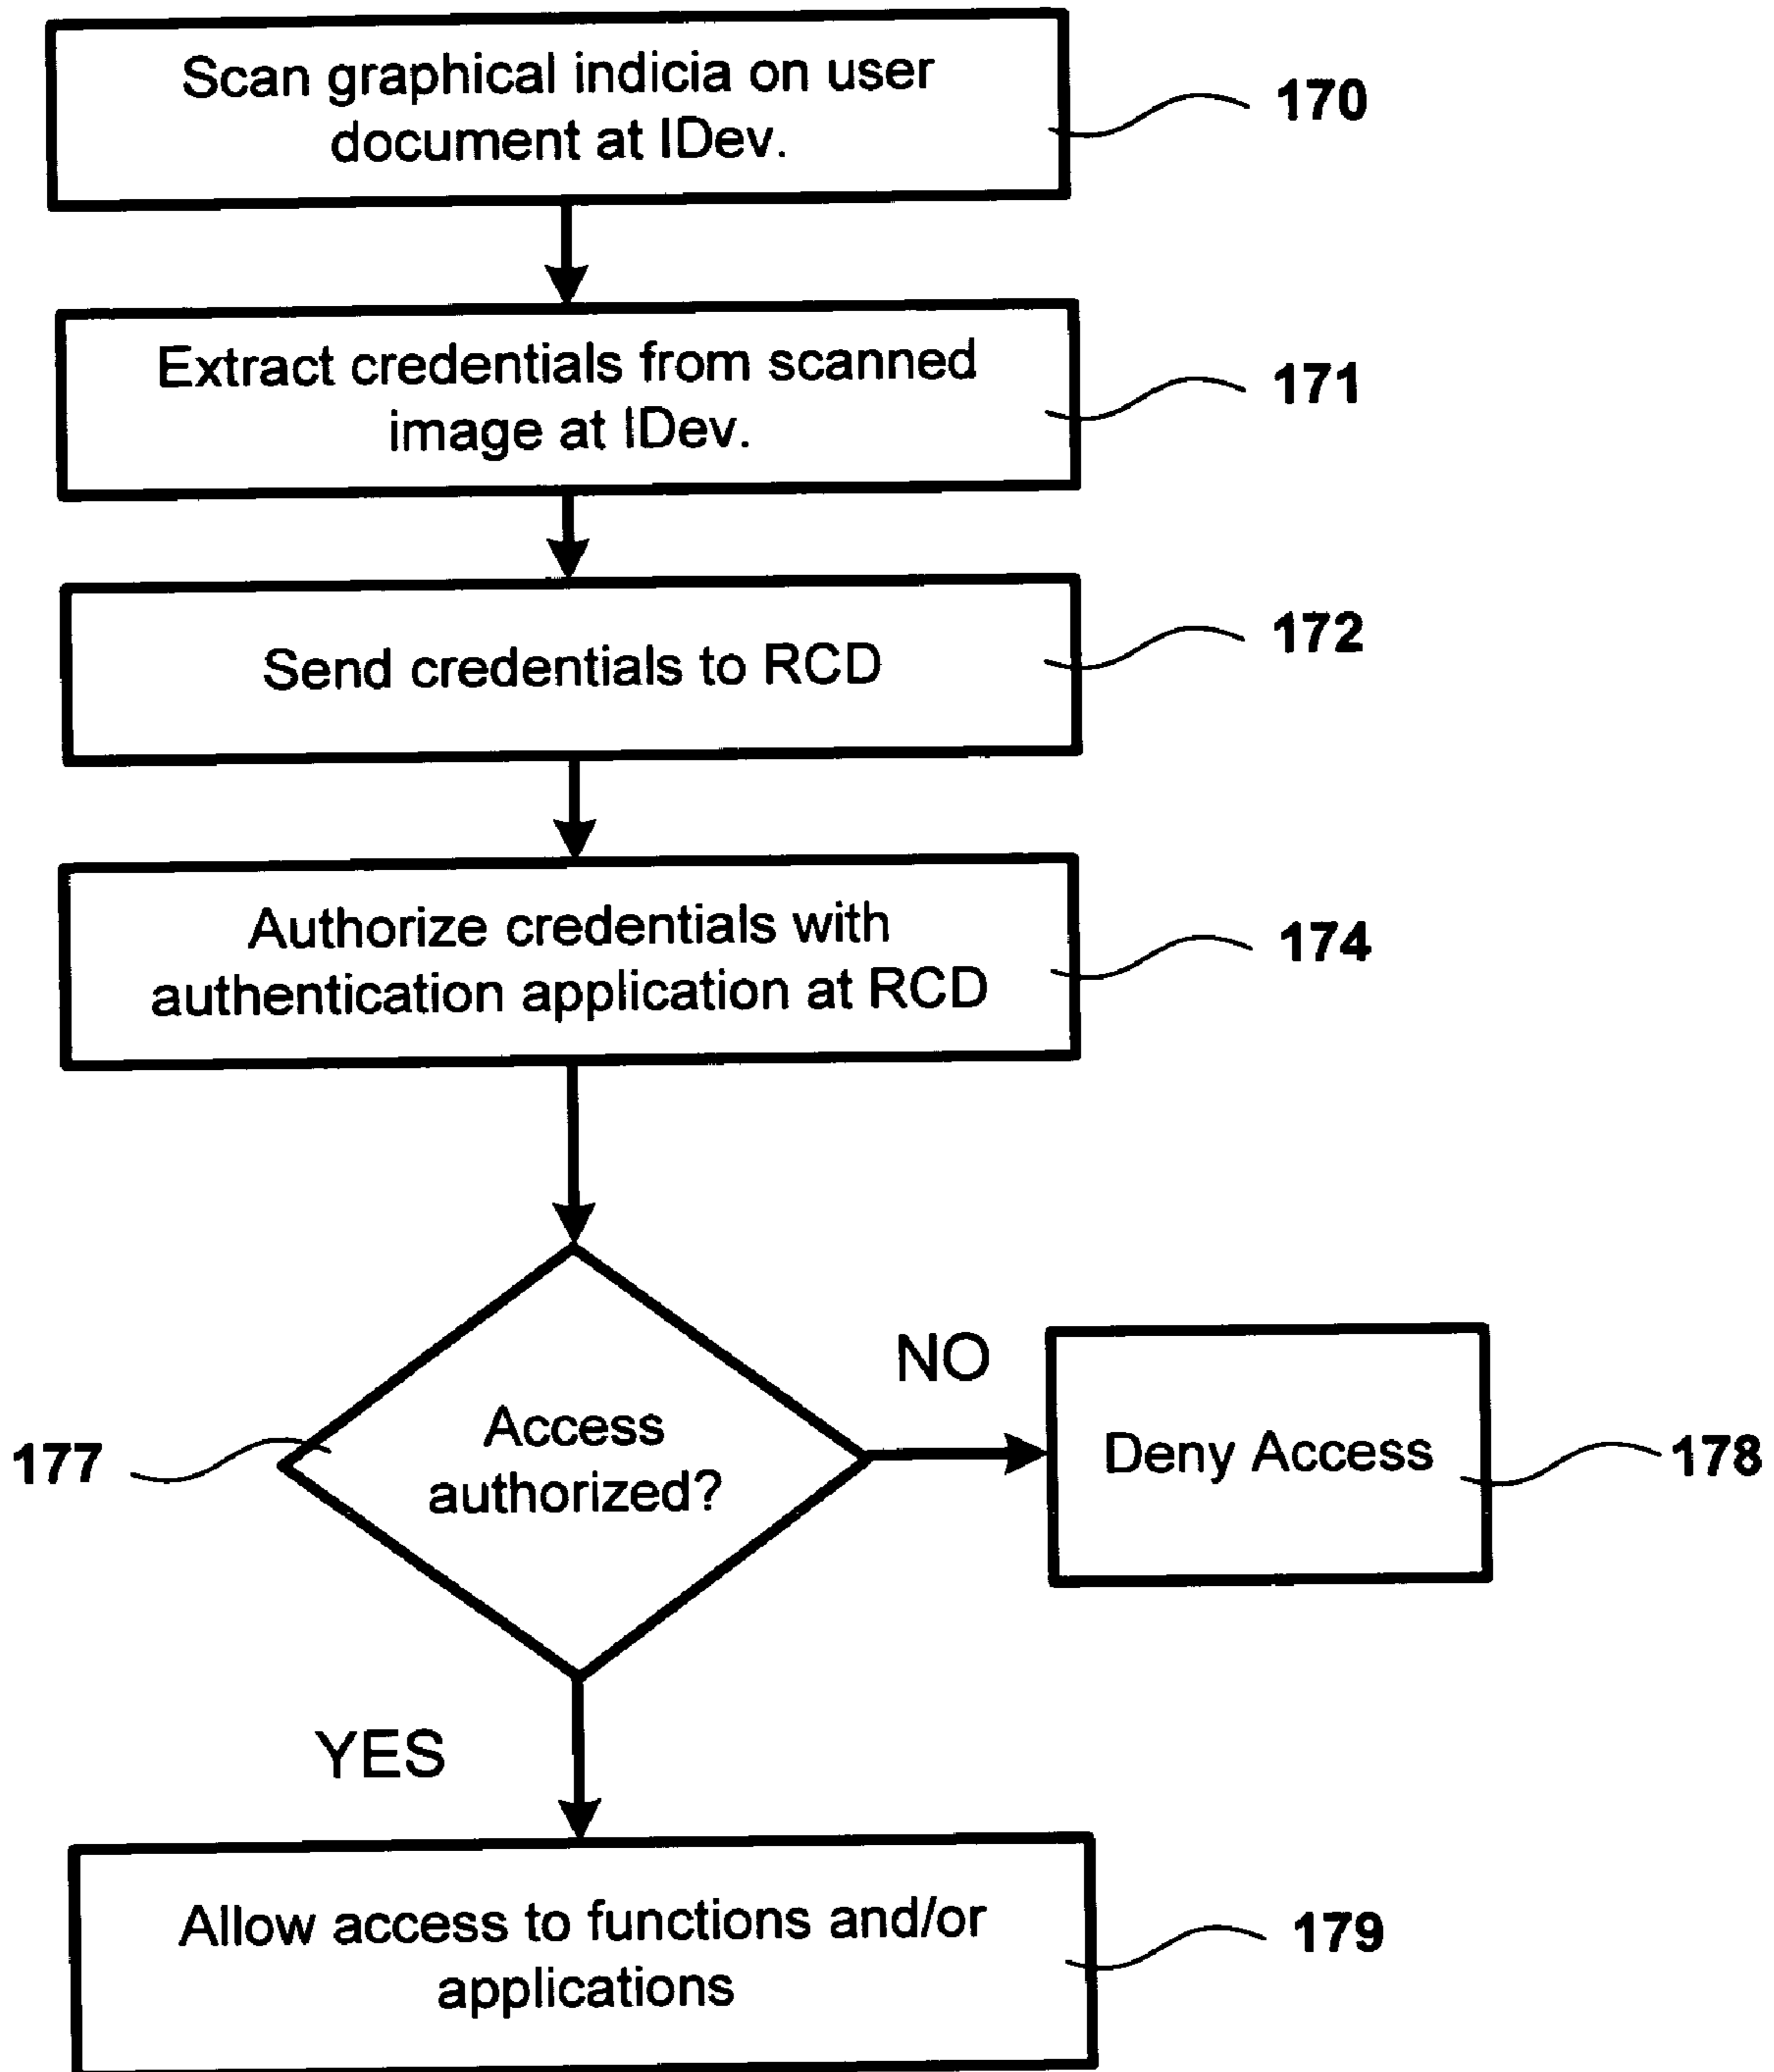 Scan graphical indicia on user
document at IDev.
170
Extract credentials from scanned
image at IDev.
171
Send credentials to RCD
172
Authorize credentials with
authentication application at RCD
174
Access
authorized?
177
NO
Deny Access
178
YES
Allow access to functions and/or
applications
179